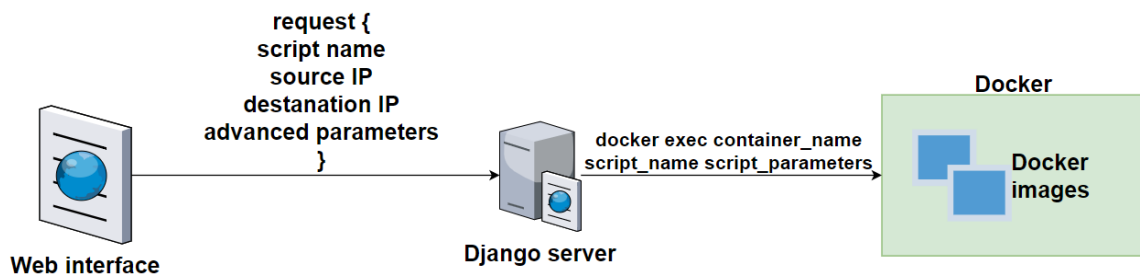 request {
script name
source IP
destanation IP
advanced parameters
}
Web interface
Django server
docker exec container_name
script_name script_parameters
Docker
Docker
images